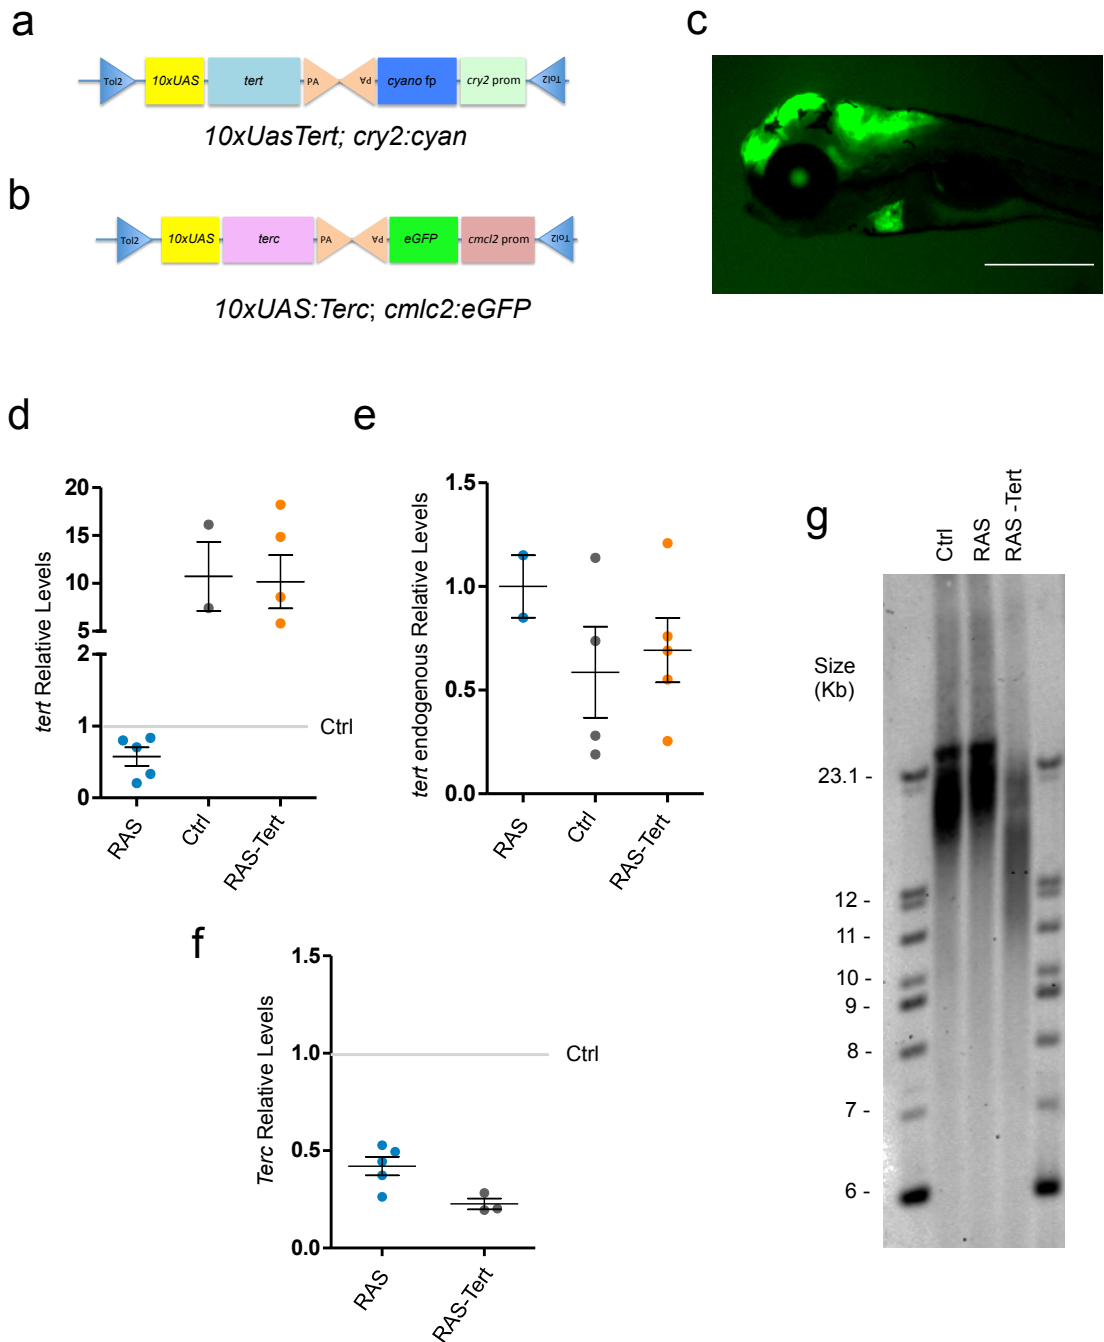 a
Tol2 10xUAS tert PA PA cyano fp cry2 prom Tol2
10xUasTert; cry2:cyan
b
Tol2 10xUAS terc PA PA eGFP cmcl2 prom Tol2
10xUAS:Terc; cmlc2:eGFP
c
d
tert Relative Levels
20
15
10
5
2
1
0
Ctrl
RAS
Ctrl
RAS-Tert
e
tert endogenous Relative Levels
1.5
1.0
0.5
0.0
RAS
Ctrl
RAS-Tert
f
Terc Relative Levels
1.5
1.0
0.5
0.0
Ctrl
RAS
RAS-Tert
g
Ctrl
RAS
RAS -Tert
Size
(Kb)
23.1 -
12 -
11 -
10 -
9 -
8 -
7 -
6 -